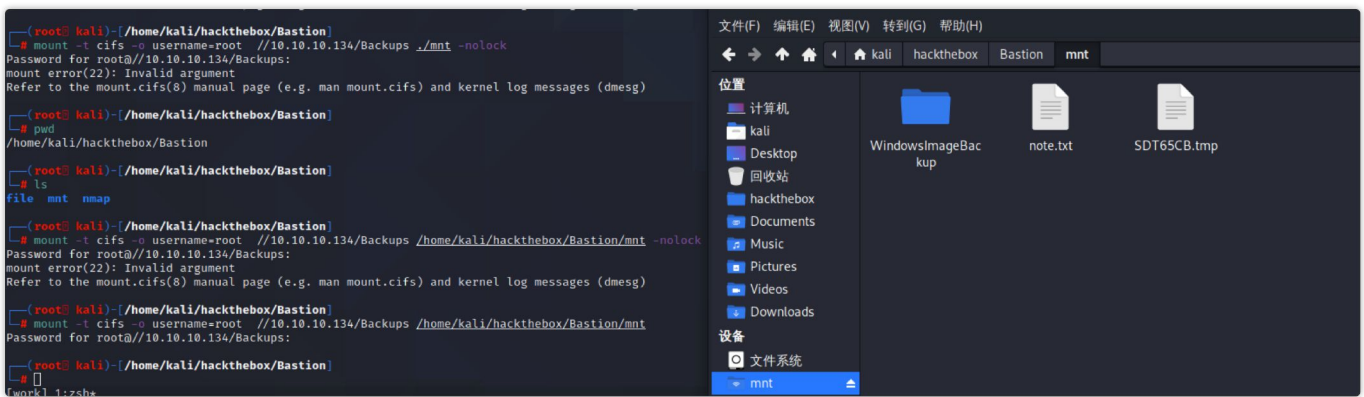 ┌──(root㉿kali)-[/home/kali/hackthebox/Bastion]
└─# mount -t cifs -o username=root  //10.10.10.134/Backups ./mnt -nolock
Password for root@//10.10.10.134/Backups:
mount error(22): Invalid argument
Refer to the mount.cifs(8) manual page (e.g. man mount.cifs) and kernel log messages (dmesg)
┌──(root㉿kali)-[/home/kali/hackthebox/Bastion]
└─# pwd
/home/kali/hackthebox/Bastion
┌──(root㉿kali)-[/home/kali/hackthebox/Bastion]
└─# ls
file  mnt  nmap
┌──(root㉿kali)-[/home/kali/hackthebox/Bastion]
└─# mount -t cifs -o username=root  //10.10.10.134/Backups /home/kali/hackthebox/Bastion/mnt -nolock
Password for root@//10.10.10.134/Backups:
mount error(22): Invalid argument
Refer to the mount.cifs(8) manual page (e.g. man mount.cifs) and kernel log messages (dmesg)
┌──(root㉿kali)-[/home/kali/hackthebox/Bastion]
└─# mount -t cifs -o username=root  //10.10.10.134/Backups /home/kali/hackthebox/Bastion/mnt
Password for root@//10.10.10.134/Backups:
┌──(root㉿kali)-[/home/kali/hackthebox/Bastion]
└─#
[work] 1:zsh*
文件(F) 编辑(E) 视图(V) 转到(G) 帮助(H)
kali hackthebox Bastion mnt
位置
计算机
kali
Desktop
回收站
hackthebox
Documents
Music
Pictures
Videos
Downloads
设备
文件系统
mnt
WindowsImageBac
kup
note.txt
SDT65CB.tmp